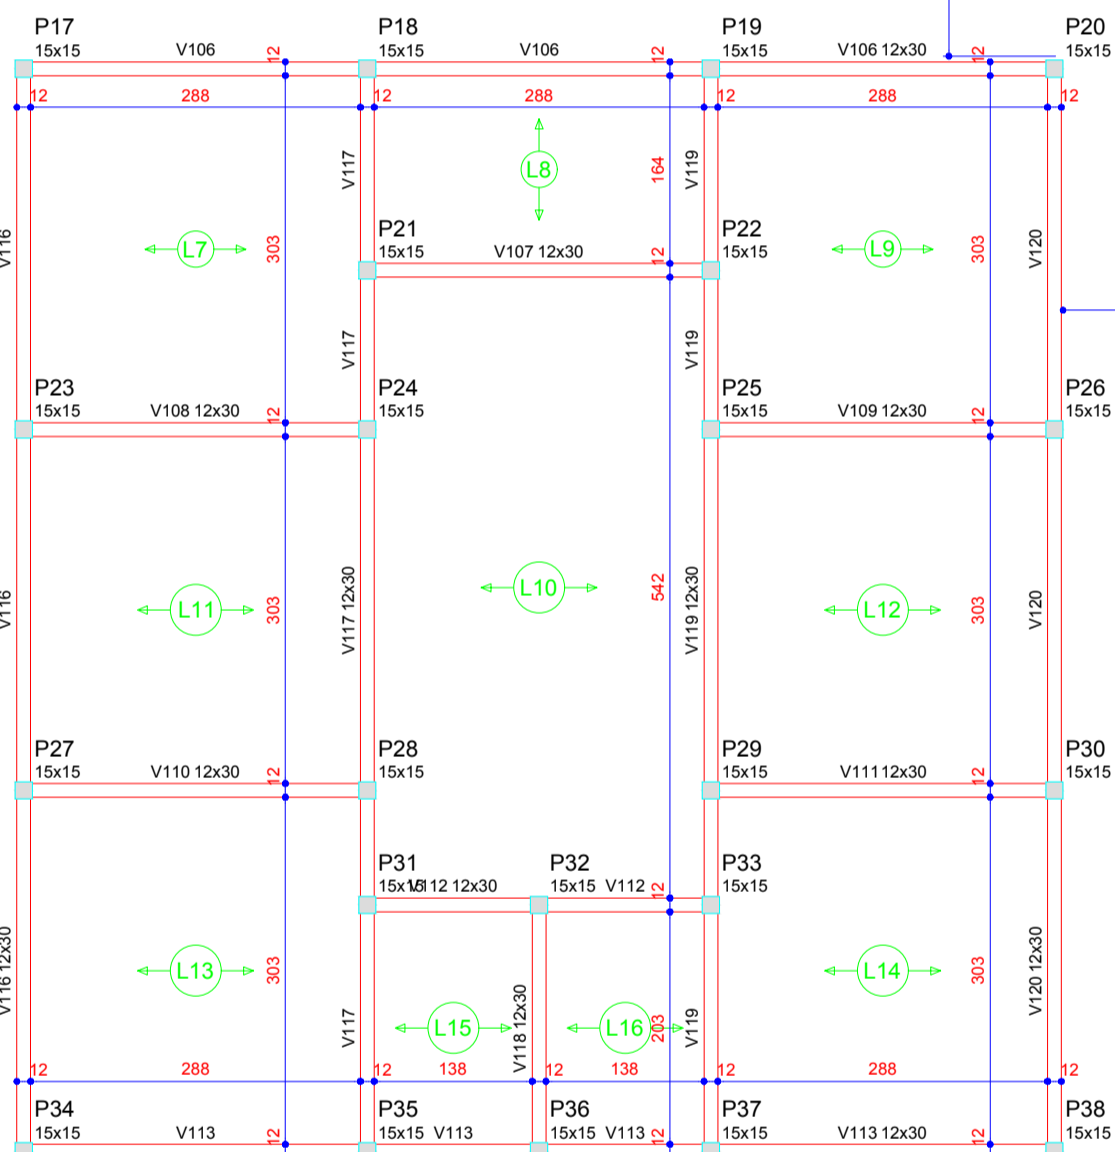 P17 P18 P19 P20
15x15 V106 12 15x15 V106 12 15x15 V106 12x30 12 15x15
12 288 12 288 12 288 12
V117 L8 164 V119
P21 P22
V116 L7 303 15x15 V107 12x30 12 15x15 L9 303 V120
V117 V119
P23 P24 P25 P26
15x15 V108 12x30 12 15x15 15x15 V109 12x30 12 15x15
V116 L11 303 V117 12x30 L10 542 V119 12x30 L12 303 V120
P27 P28 P29 P30
15x15 V110 12x30 12 15x15 15x15 V111 12x30 12 15x15
P31 P32 P33
15x15 V112 12x30 15x15 V112 12 15x15
V116 12x30 L13 303 L14 303 V120 12x30
V117 L15 V118 12x30 L16 203 V119
12 288 12 138 12 138 12 288 12
P34 P35 P36 P37 P38
15x15 V113 12 15x15 V113 15x15 V113 12 15x15 V113 12x30 12 15x15